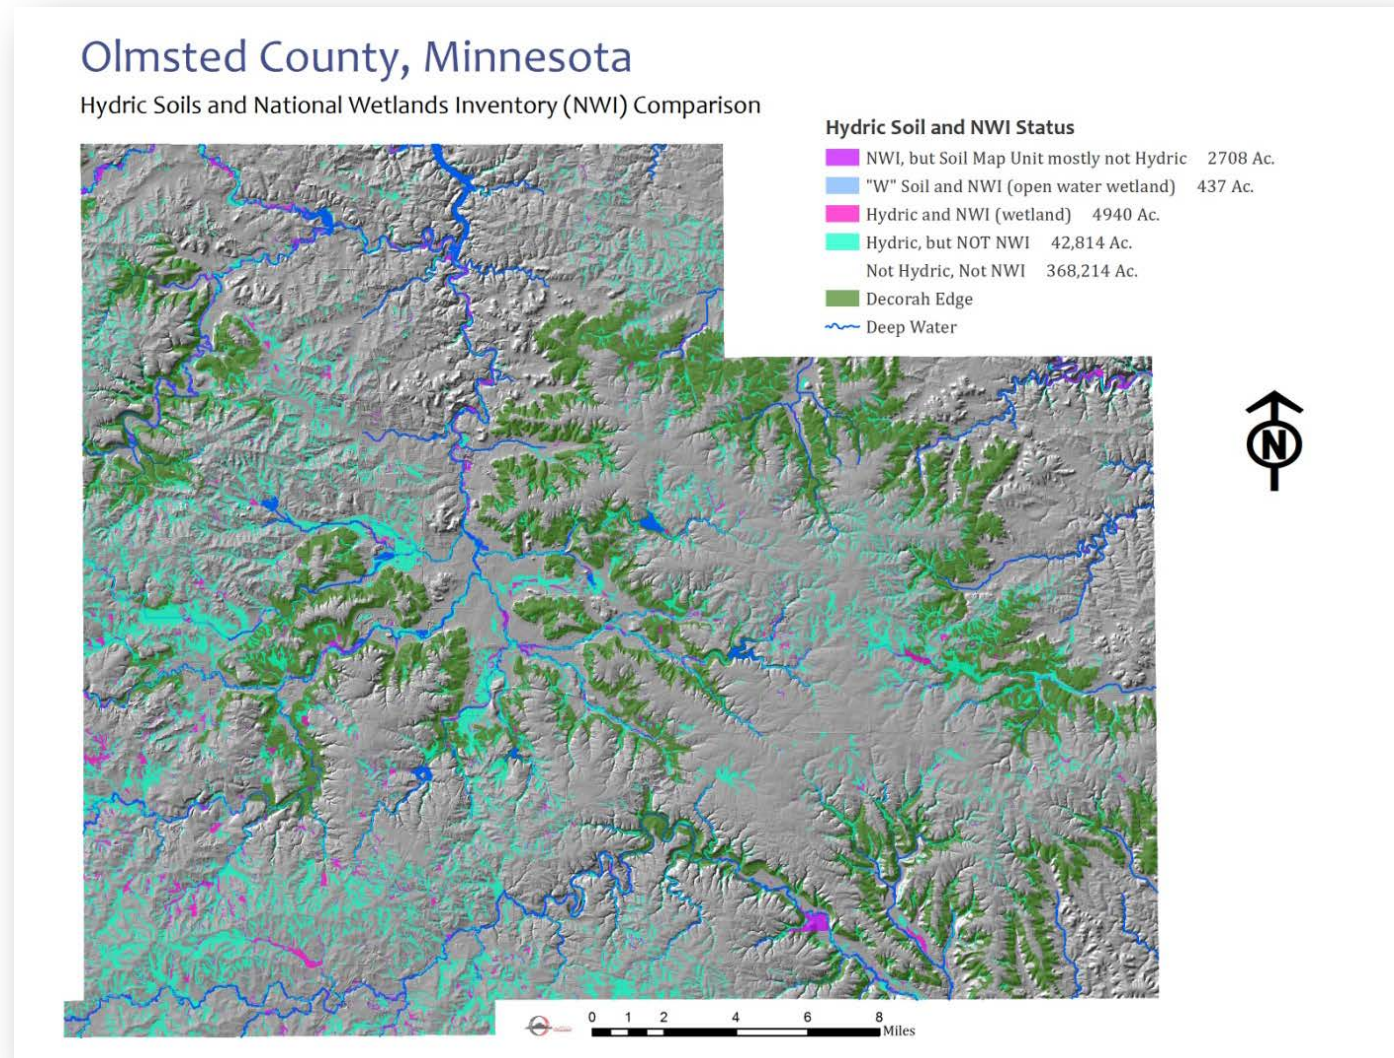 Olmsted County, Minnesota
Hydric Soils and National Wetlands Inventory (NWI) Comparison
Hydric Soil and NWI Status
NWI, but Soil Map Unit mostly not Hydric 2708 Ac.
"W" Soil and NWI (open water wetland) 437 Ac.
Hydric and NWI (wetland) 4940 Ac.
Hydric, but NOT NWI 42,814 Ac.
Not Hydric, Not NWI 368,214 Ac.
Decorah Edge
Deep Water
N
0 1 2 4 6 8
Miles